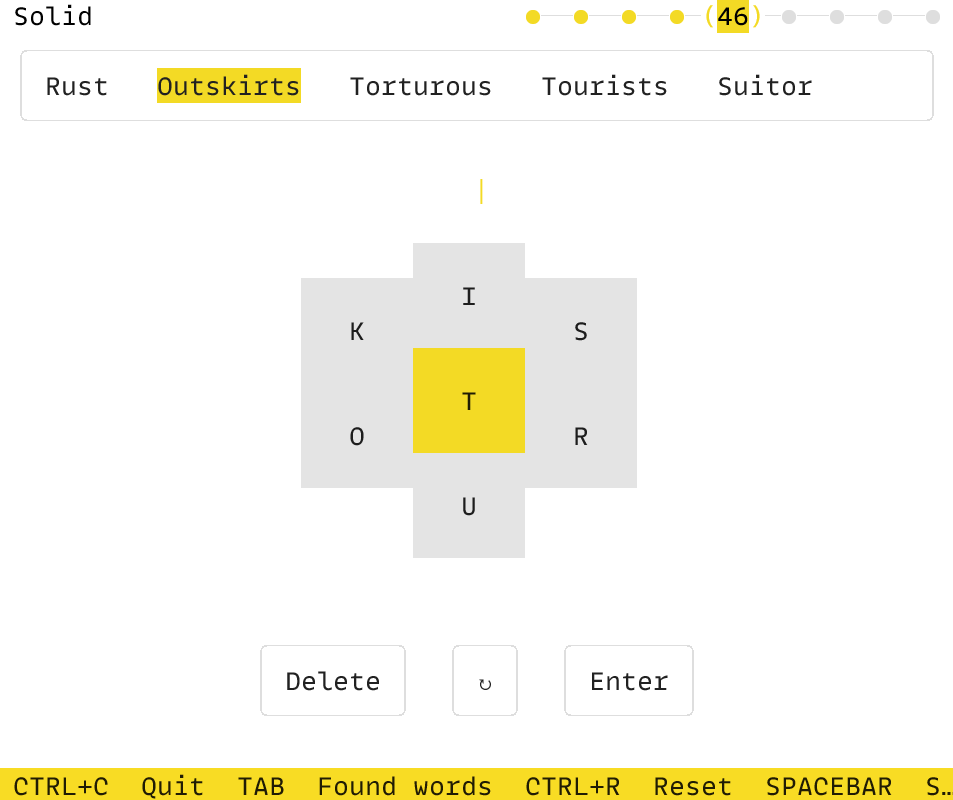 Solid (46)
Rust Outskirts Torturous Tourists Suitor
I
K S
T
O R
U
Delete ↻ Enter
CTRL+C Quit TAB Found words CTRL+R Reset SPACEBAR S…